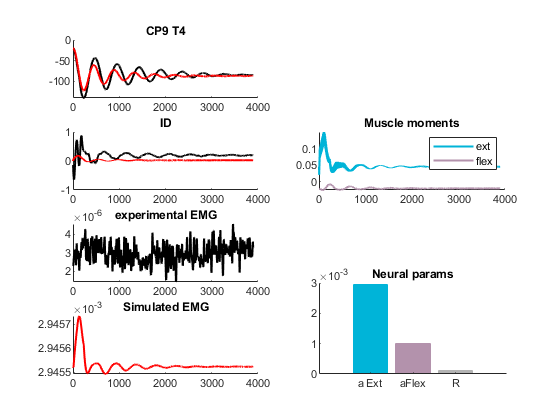 CP9 T4
0
-50
-100
0 1000 2000 3000 4000
ID
1
0
-1
0 1000 2000 3000 4000
experimental EMG
×10^-6
4
3
2
0 1000 2000 3000 4000
Simulated EMG
×10^-3
2.9457
2.9456
2.9455
0 1000 2000 3000 4000
Muscle moments
0.1
0.05
0
ext
flex
0 1000 2000 3000 4000
Neural params
×10^-3
3
2
1
0
a Ext aFlex R